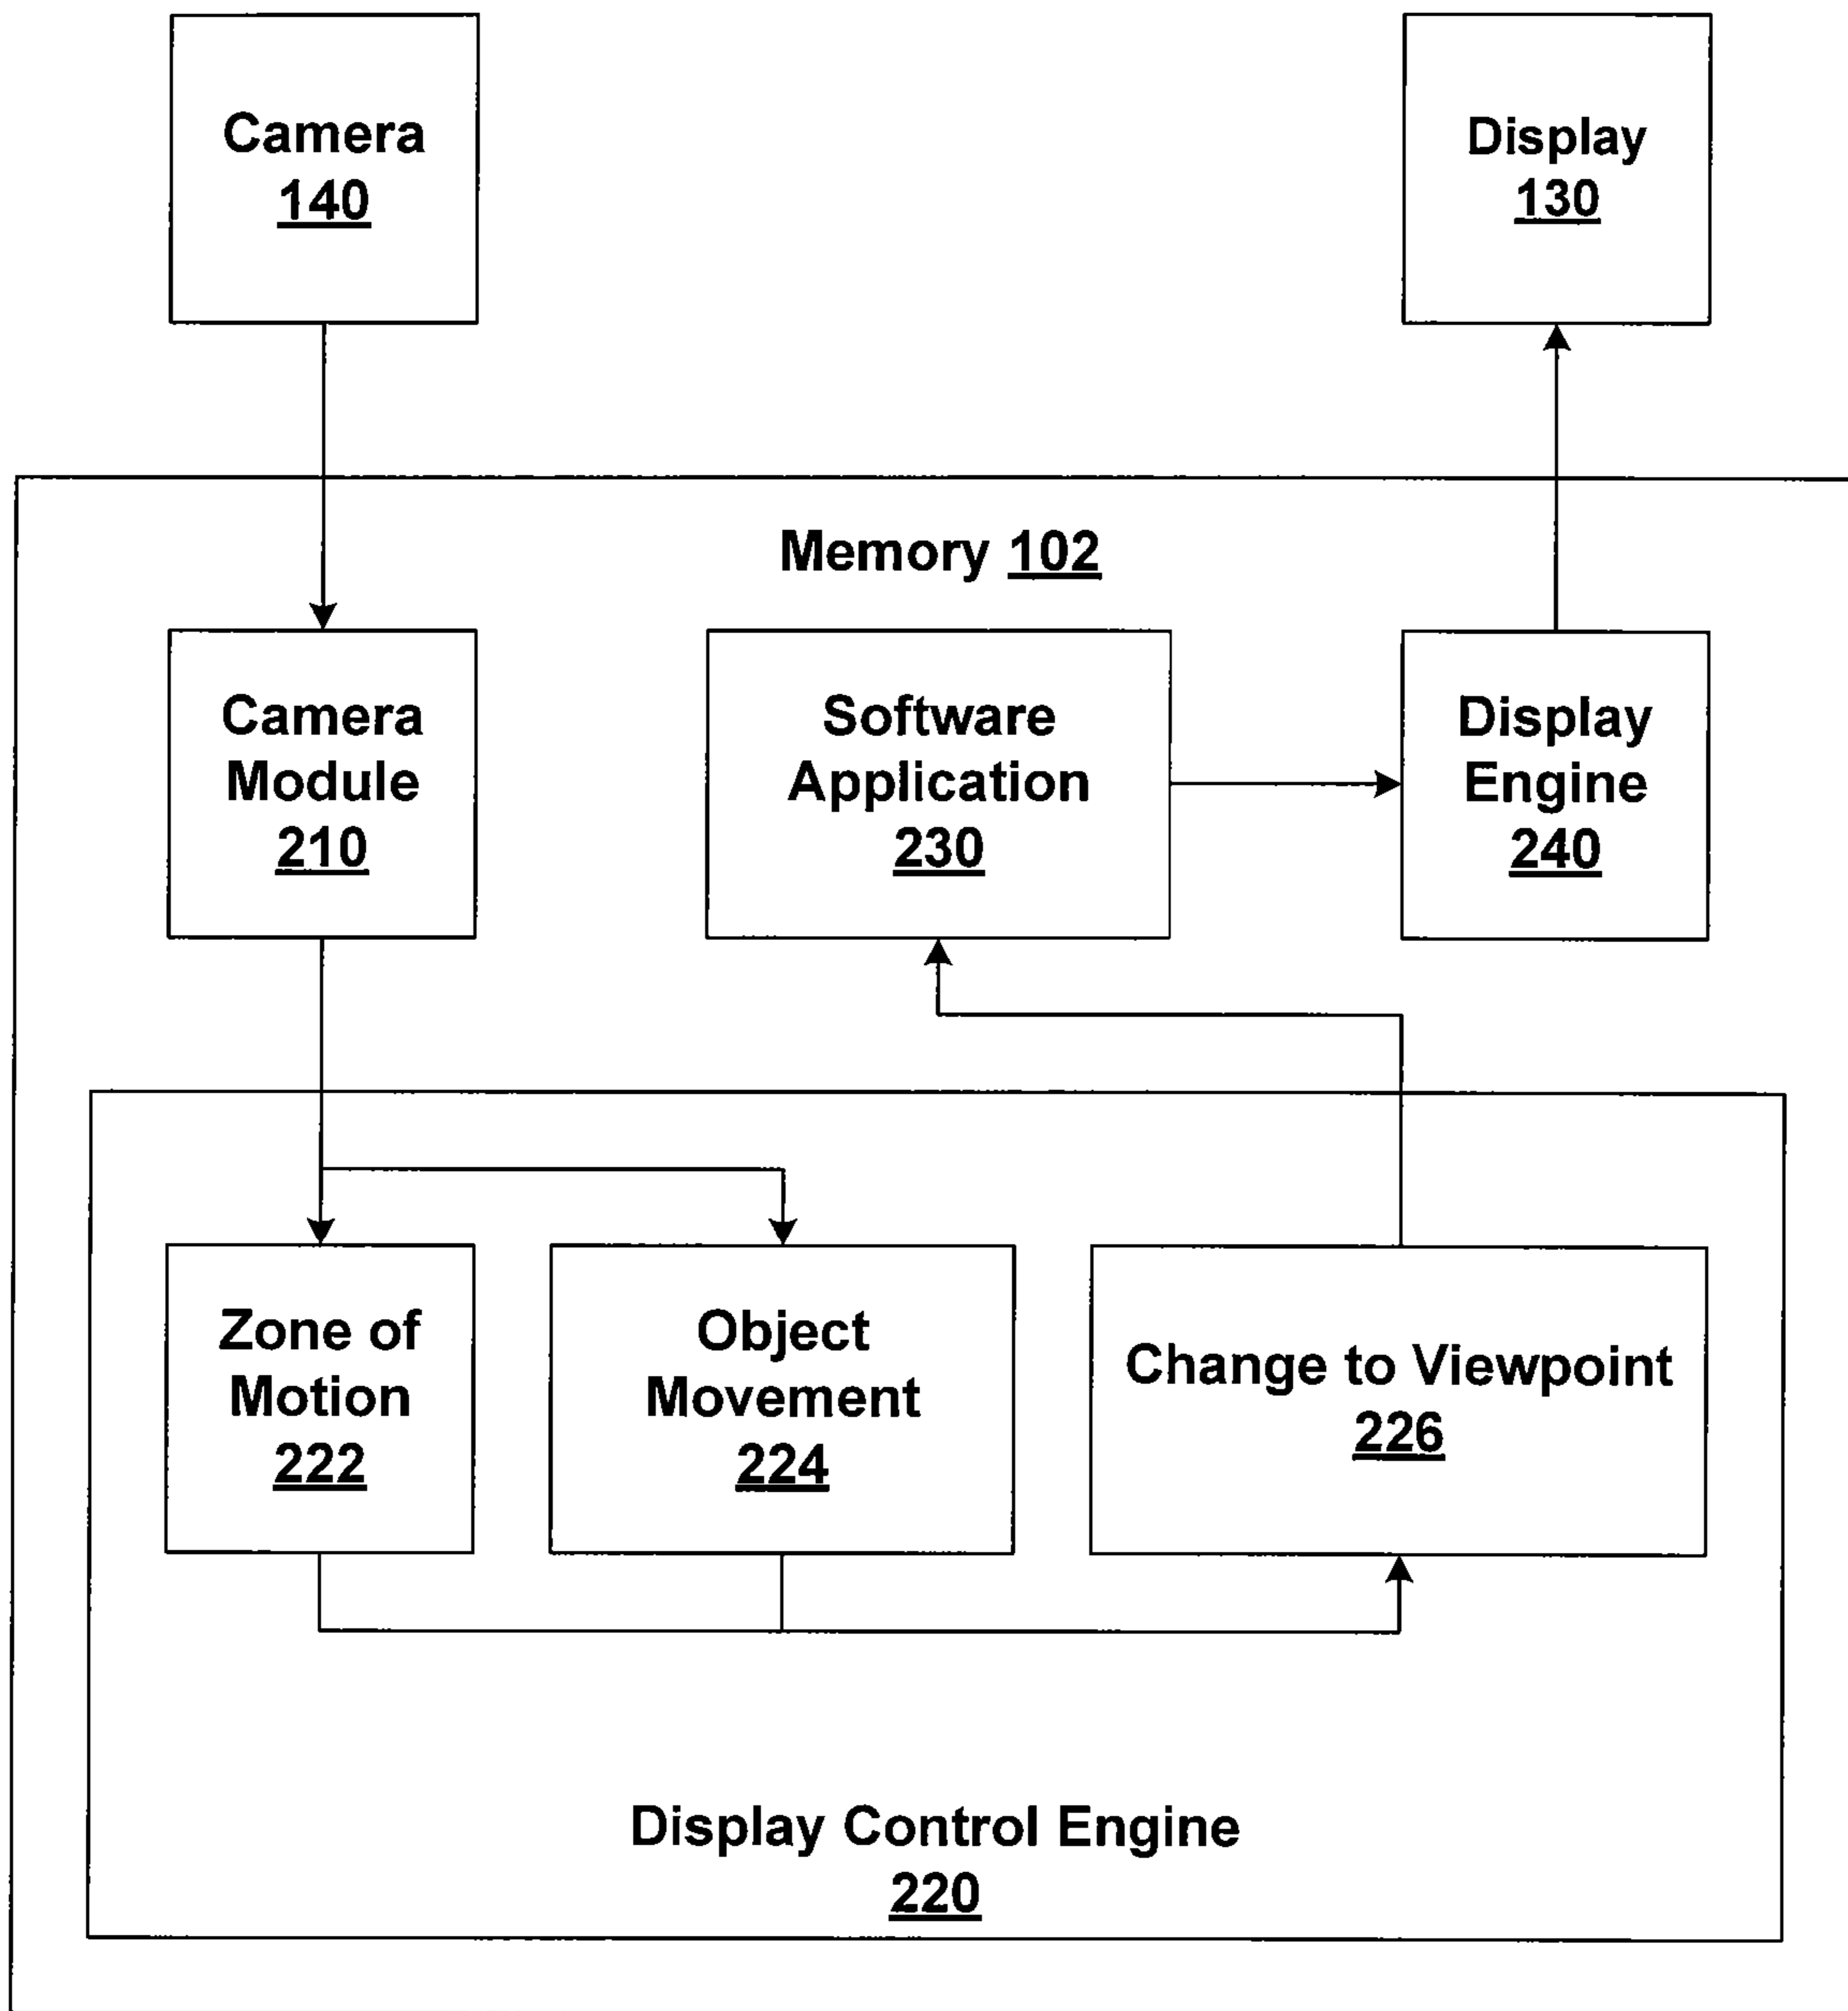 Camera
140
Display
130
Memory 102
Camera
Module
210
Software
Application
230
Display
Engine
240
Zone of
Motion
222
Object
Movement
224
Change to Viewpoint
226
Display Control Engine
220